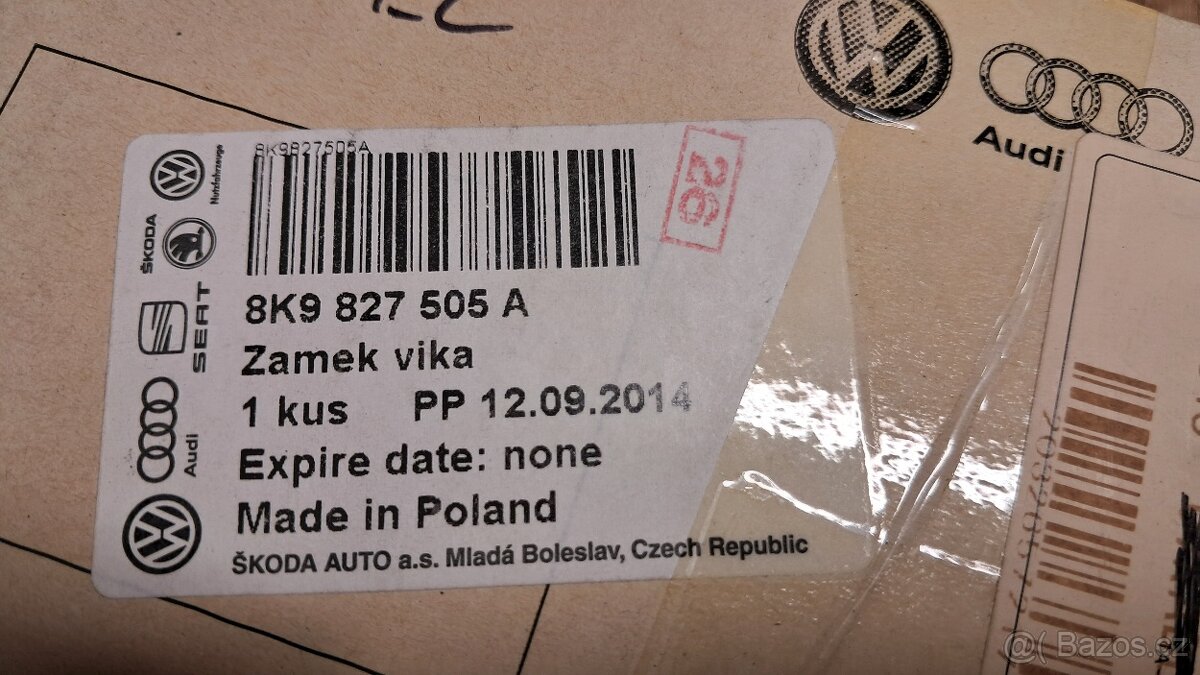 Audi
8K9827505A
26
Nutzfahrzeuge
ŠKODA
SEAT
Audi
8K9 827 505 A
Zamek vika
1 kus PP 12.09.2014
Expire date: none
Made in Poland
ŠKODA AUTO a.s. Mladá Boleslav, Czech Republic
Bazos.cz